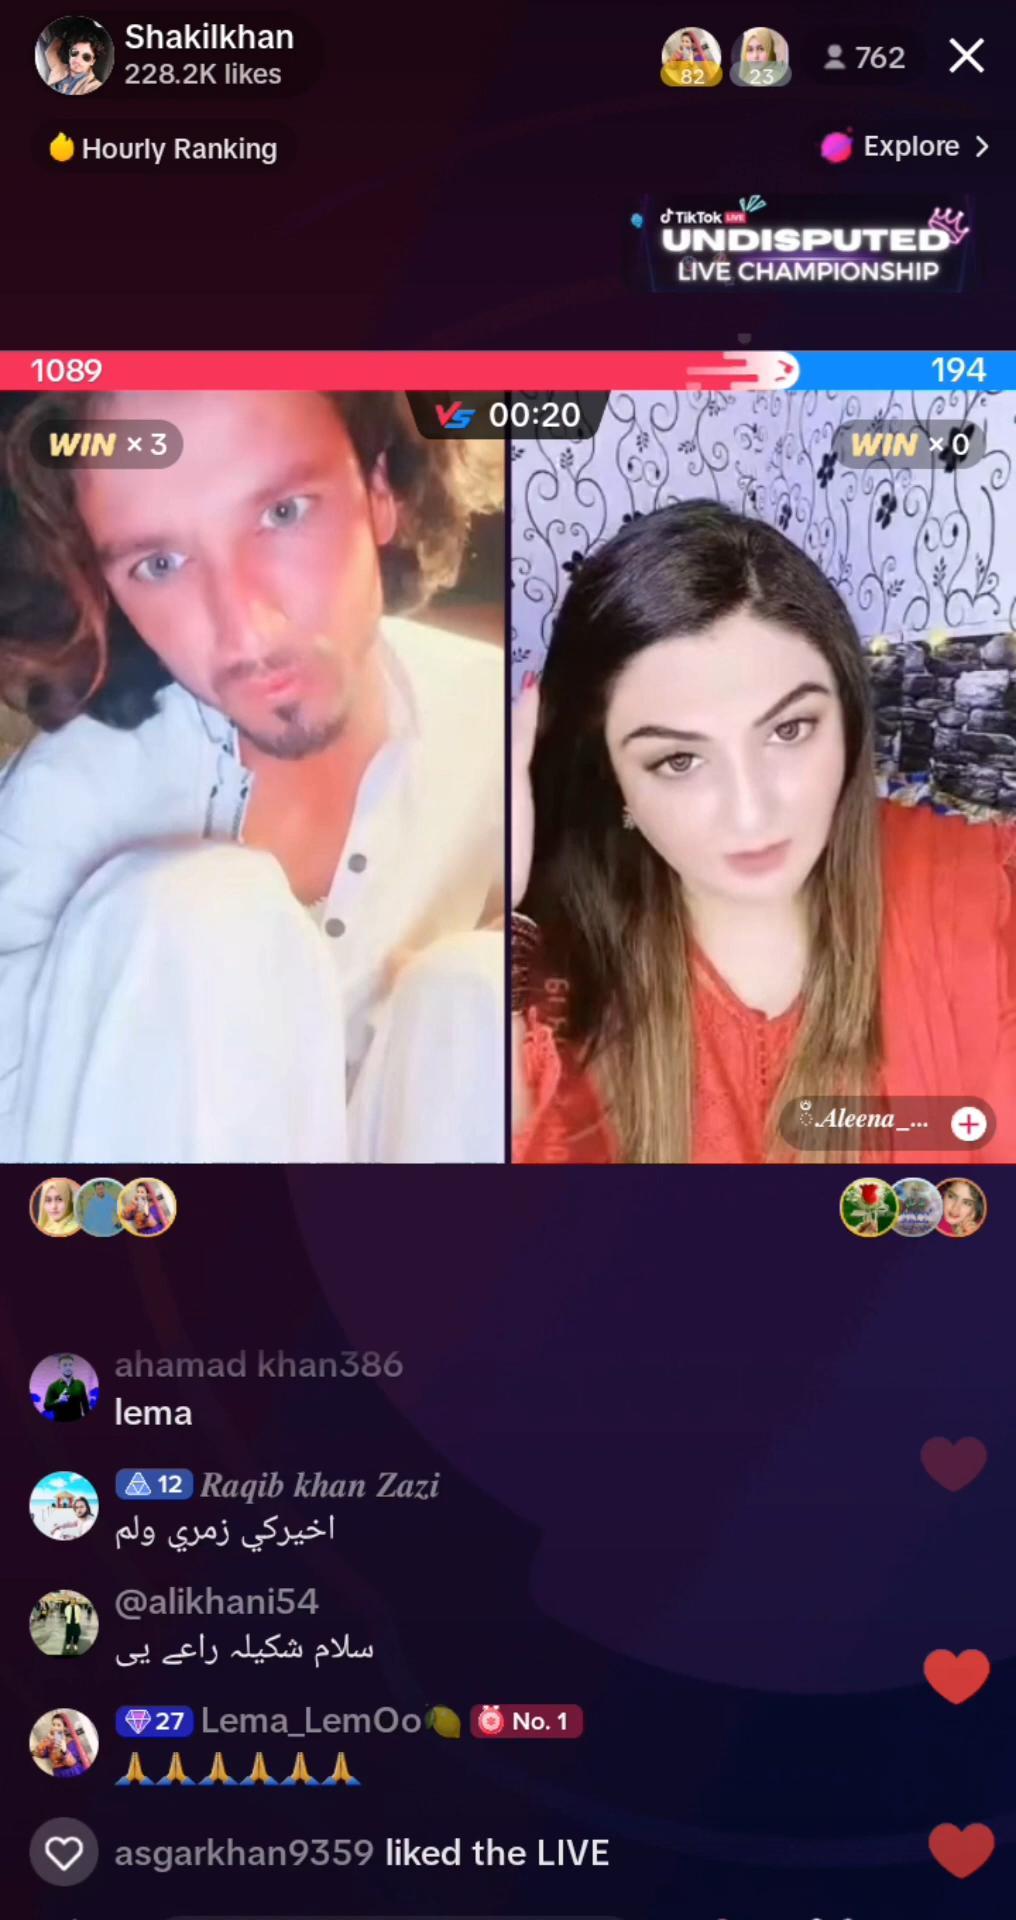 Shakilkhan
228.2K likes
82
23
762
Hourly Ranking
Explore
TikTok LIVE
UNDISPUTED
LIVE CHAMPIONSHIP
1089
194
VS 00:20
WIN × 3
WIN × 0
.Aleena_...
ahamad khan386
lema
12 Raqib khan Zazi
اخیرکي زمري ولم
@alikhani54
سلام شکیلہ راعے یی
27 Lema_LemOo🍋 No. 1
🙏🙏🙏🙏🙏🙏
asgarkhan9359 liked the LIVE